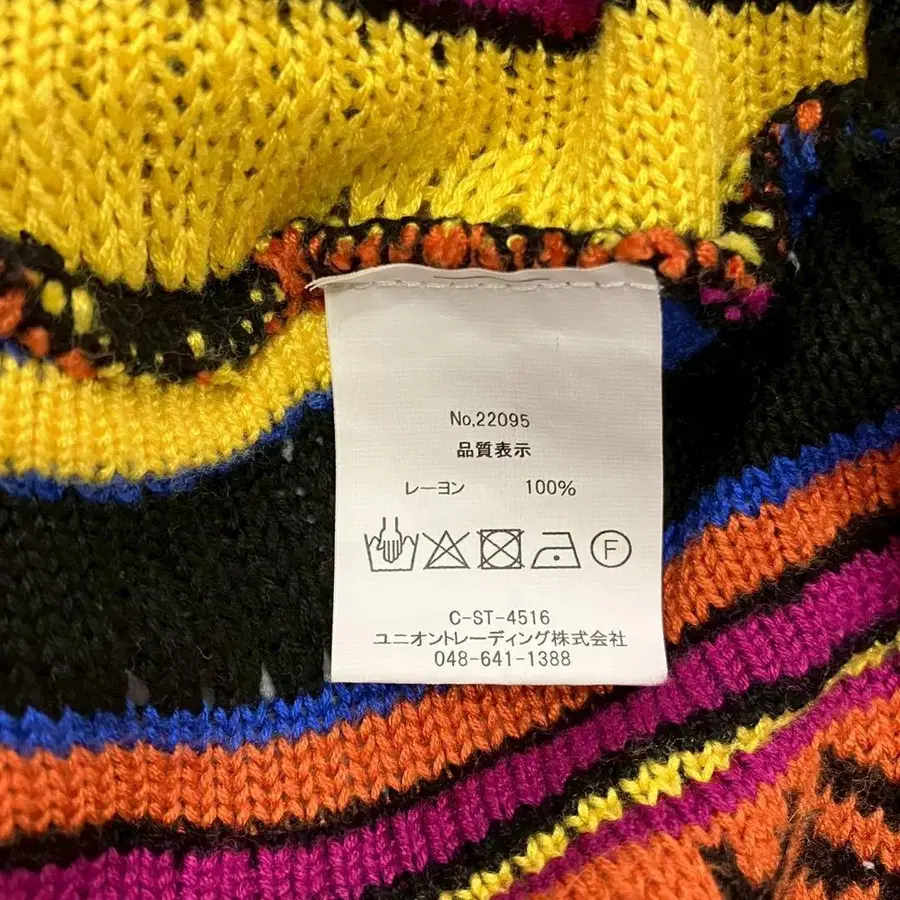 No.22095
品質表示
レーヨン 100%
F
C-ST-4516
ユニオントレーディング株式会社
048-641-1388